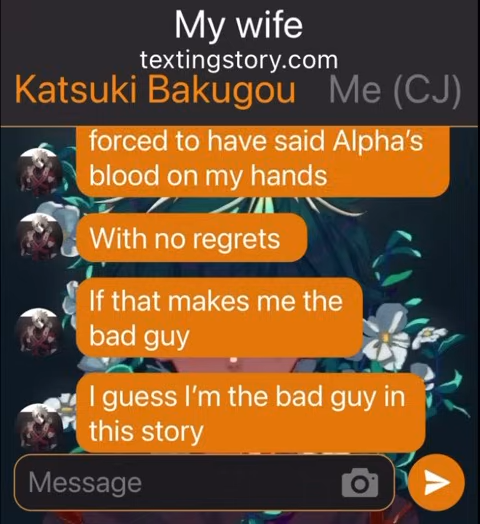 My wife
textingstory.com
Katsuki Bakugou Me (CJ)
forced to have said Alpha's
blood on my hands
With no regrets
If that makes me the
bad guy
I guess I'm the bad guy in
this story
Message